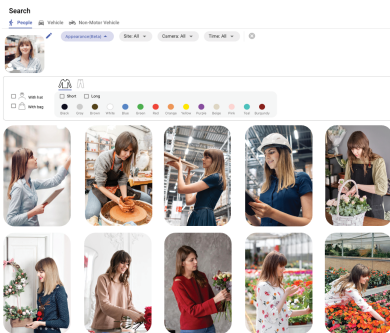 Search
People Vehicle Non-Motor Vehicle
Appearance(Beta) Site: All Camera: All Time: All
With hat
With bag
Short Long
Black Gray Brown White Blue Green Red Orange Yellow Purple Beige Pink Teal Burgundy